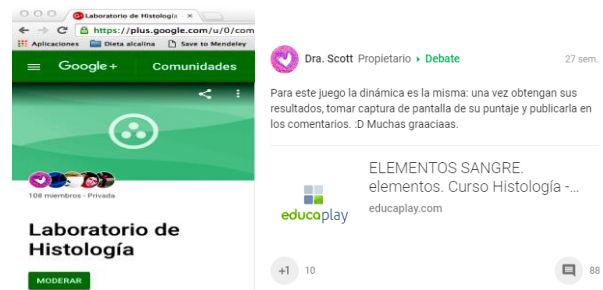 Laboratorio de Histología
https://plus.google.com/u/0/com
Aplicaciones Dieta alcalina Save to Mendeley
Google+ Comunidades
108 miembros - Privada
Laboratorio de
Histología
MODERAR
Dra. Scott Propietario ▸ Debate 27 sem.
Para este juego la dinámica es la misma: una vez obtengan sus
resultados, tomar captura de pantalla de su puntaje y publicarla en
los comentarios. :D Muchas graaciaas.
ELEMENTOS SANGRE.
elementos. Curso Histología -...
educaplay
educaplay.com
+1 10 88